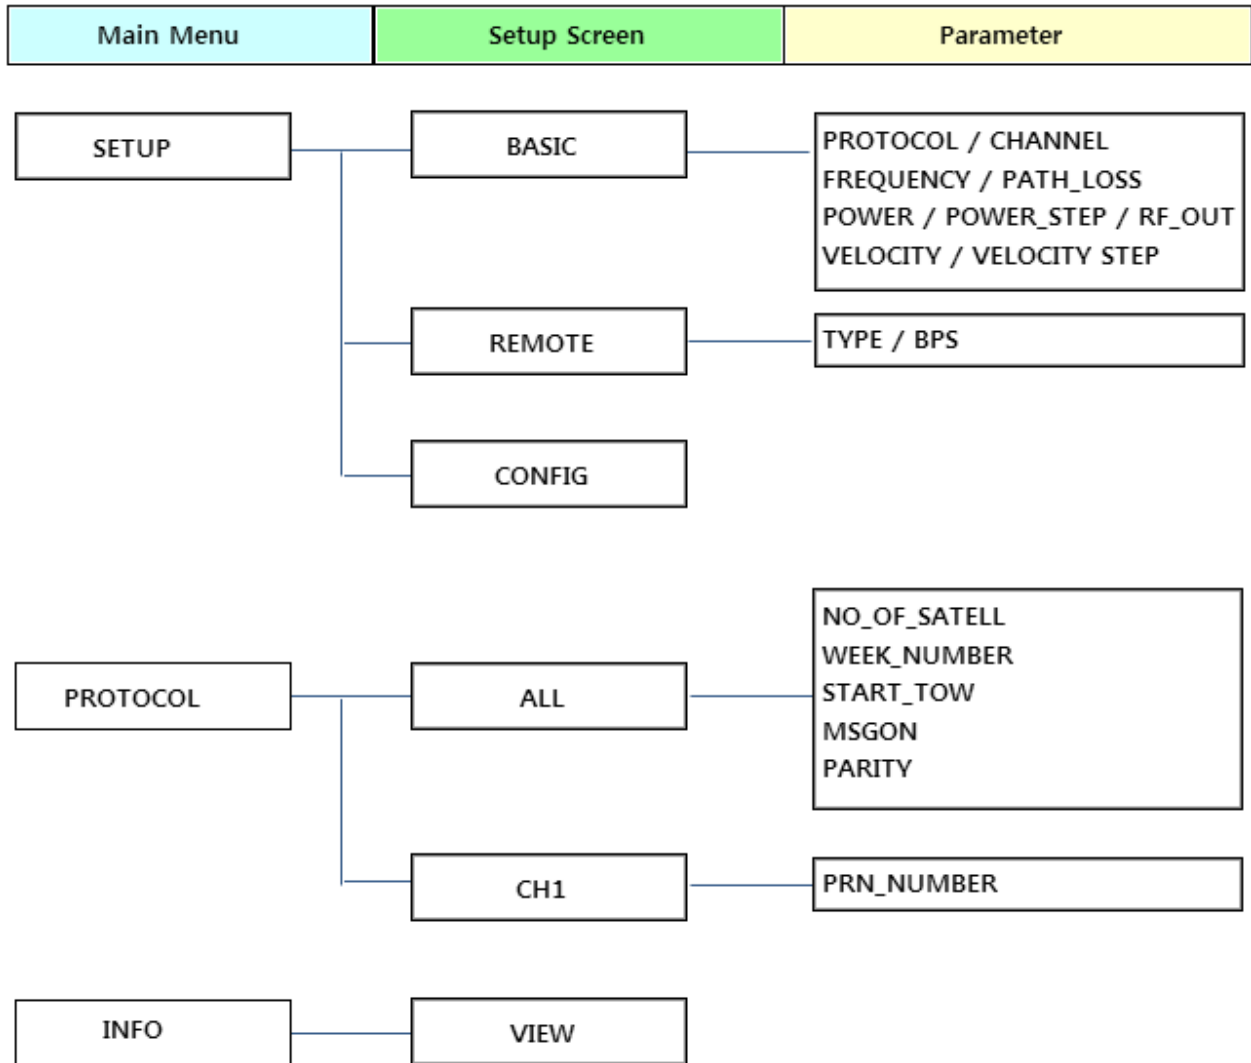 Main Menu
Setup Screen
Parameter
SETUP
BASIC
PROTOCOL / CHANNEL
FREQUENCY / PATH_LOSS
POWER / POWER_STEP / RF_OUT
VELOCITY / VELOCITY STEP
REMOTE
TYPE / BPS
CONFIG
PROTOCOL
ALL
NO_OF_SATELL
WEEK_NUMBER
START_TOW
MSGON
PARITY
CH1
PRN_NUMBER
INFO
VIEW